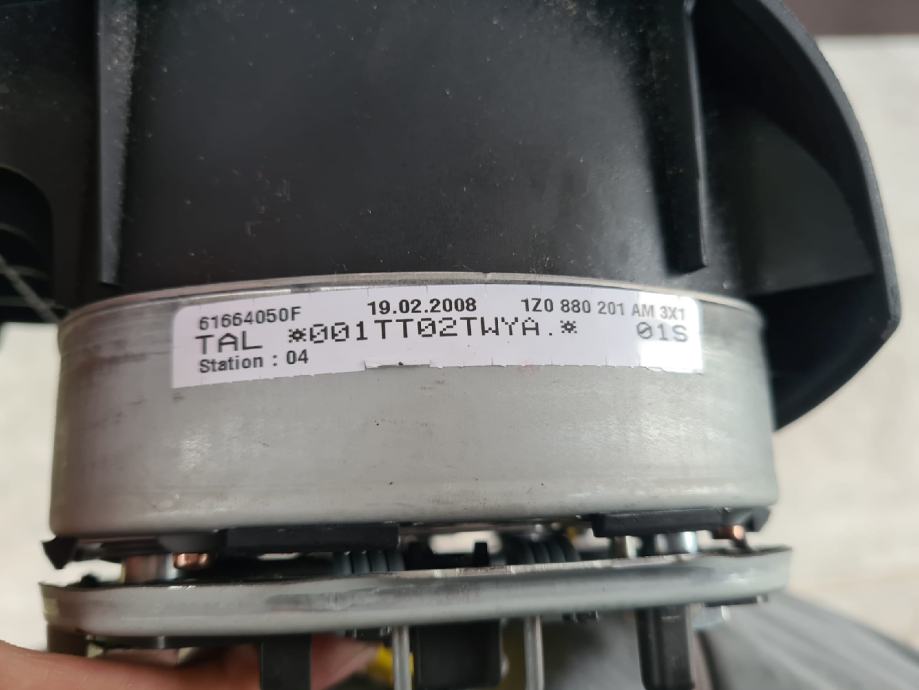 61664050F 19.02.2008 1Z0 880 201 AM 3X1
TAL *001TT02TWYA.* 01S
Station : 04